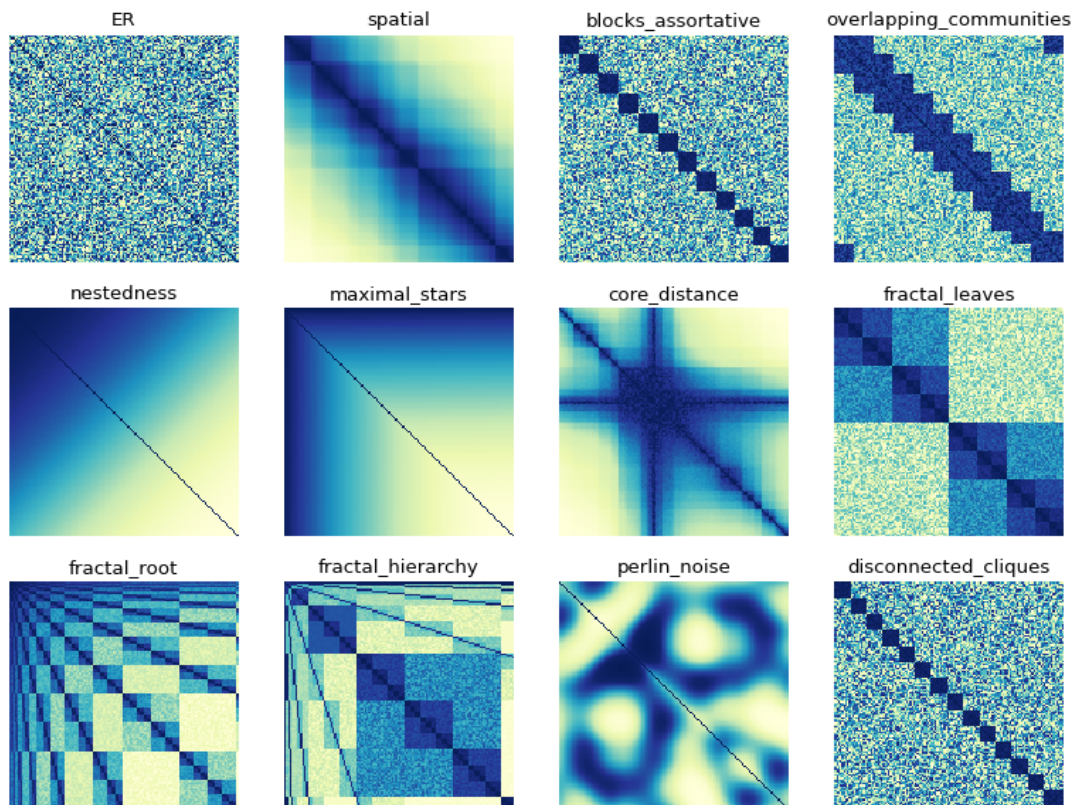 ER
spatial
blocks_assortative
overlapping_communities
nestedness
maximal_stars
core_distance
fractal_leaves
fractal_root
fractal_hierarchy
perlin_noise
disconnected_cliques